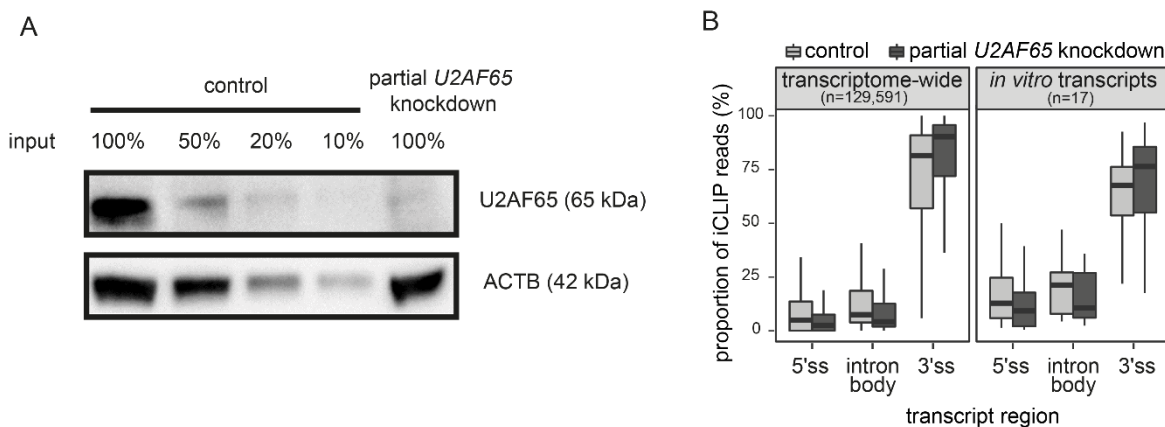 A
control
partial U2AF65
knockdown
input 100% 50% 20% 10% 100%
U2AF65 (65 kDa)
ACTB (42 kDa)
B
control partial U2AF65 knockdown
transcriptome-wide
(n=129,591)
in vitro transcripts
(n=17)
proportion of iCLIP reads (%)
100
75
50
25
0
5'ss intron body 3'ss
5'ss intron body 3'ss
transcript region